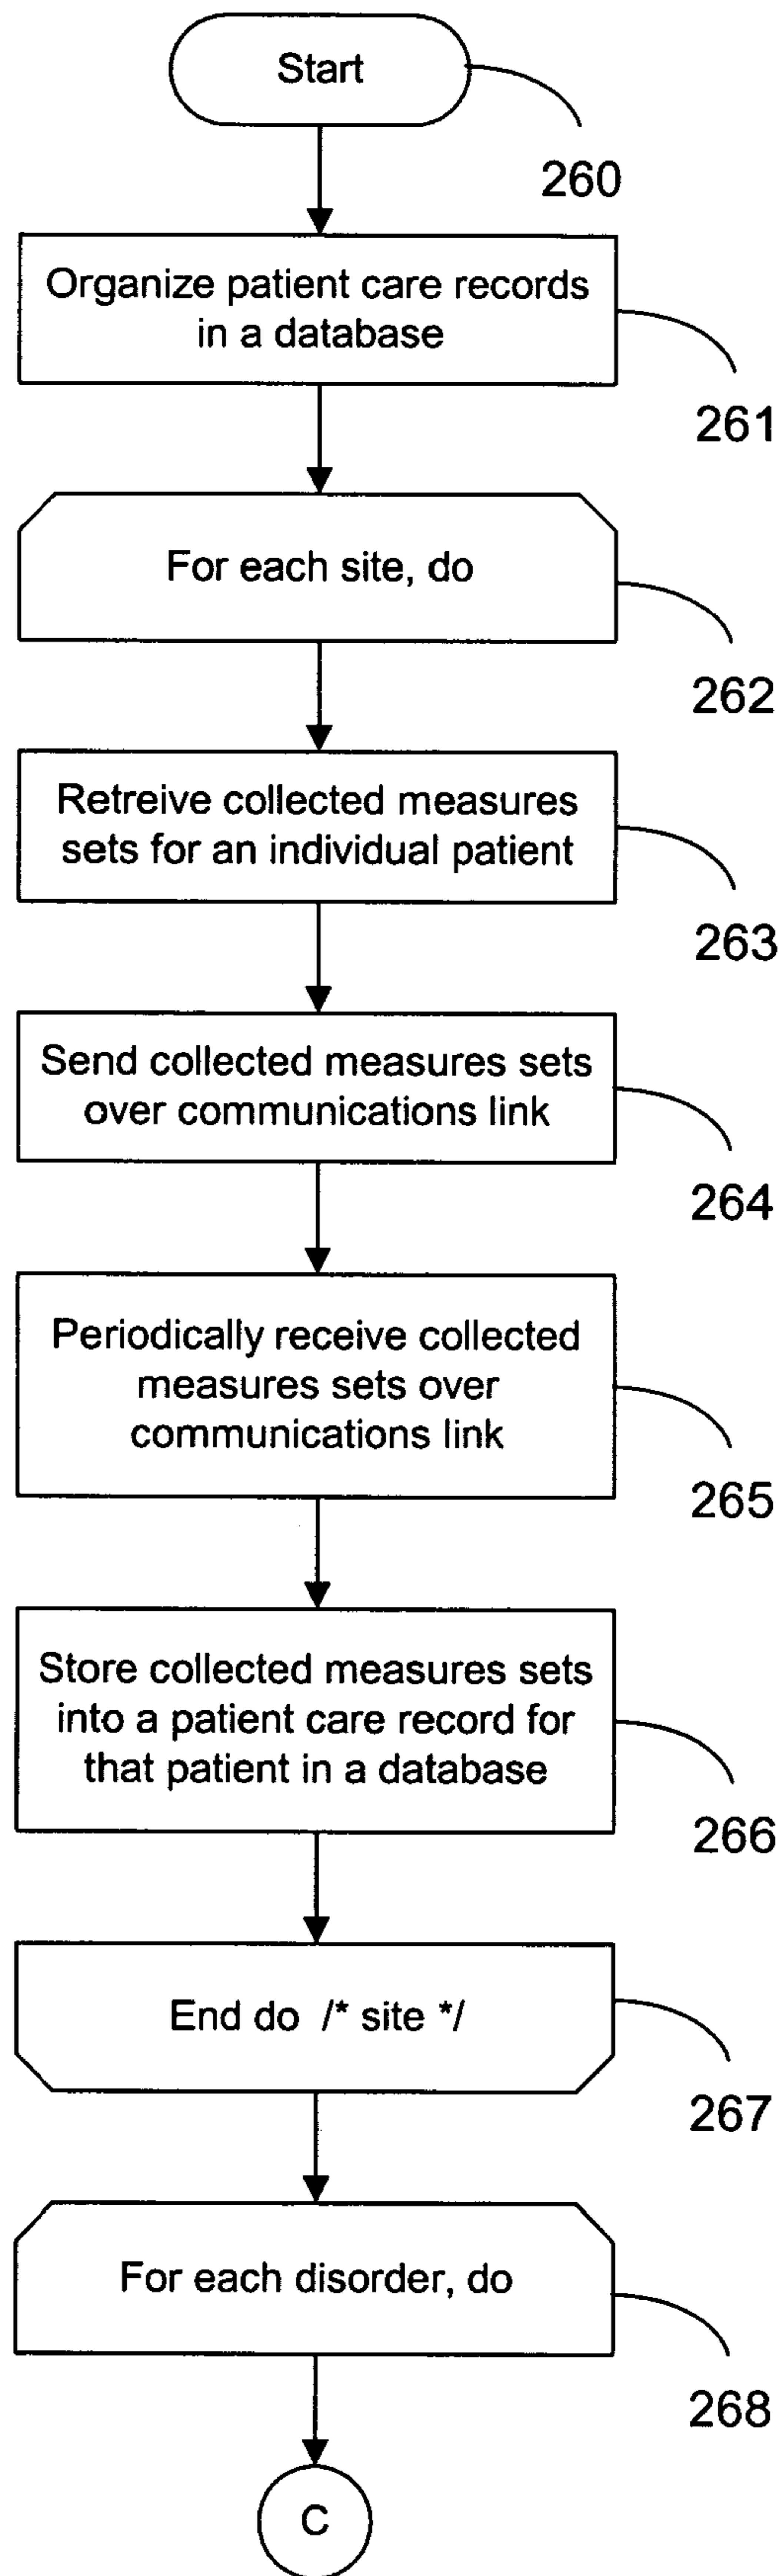 Start
260
Organize patient care records
in a database
261
For each site, do
262
Retreive collected measures
sets for an individual patient
263
Send collected measures sets
over communications link
264
Periodically receive collected
measures sets over
communications link
265
Store collected measures sets
into a patient care record for
that patient in a database
266
End do /* site */
267
For each disorder, do
268
C